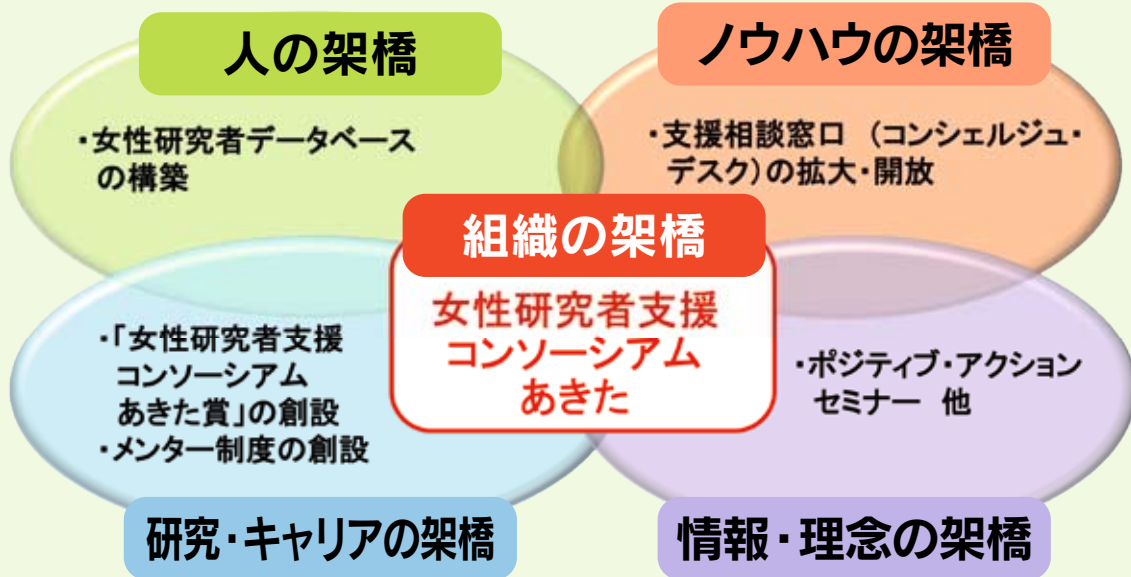 人の架橋
・女性研究者データベース
の構築
ノウハウの架橋
・支援相談窓口 (コンシェルジュ・
デスク)の拡大・開放
組織の架橋
女性研究者支援
コンソーシアム
あきた
・「女性研究者支援
コンソーシアム
あきた賞」の創設
・メンター制度の創設
研究・キャリアの架橋
・ポジティブ・アクション
セミナー 他
情報・理念の架橋